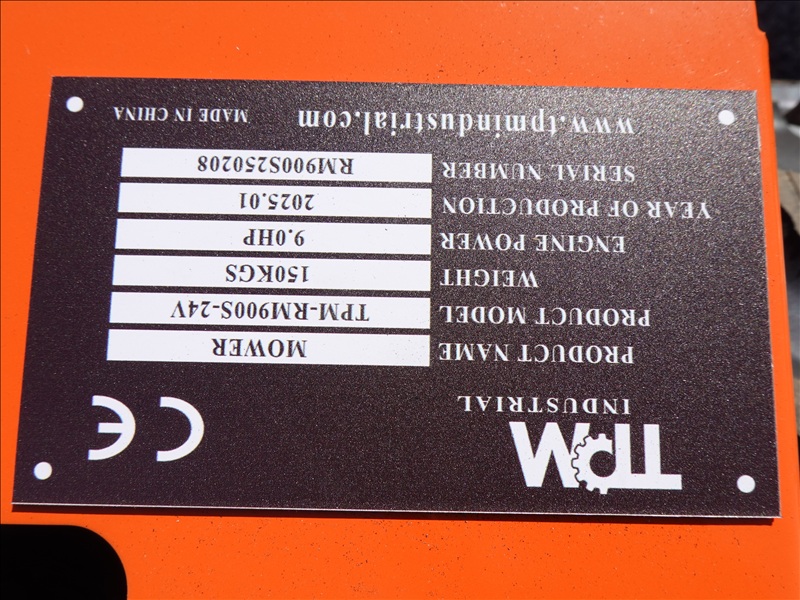 TPM
INDUSTRIAL
CE
PRODUCT NAME MOWER
PRODUCT MODEL TPM-RM900S-24V
WEIGHT 150KGS
ENGINE POWER 9.0HP
YEAR OF PRODUCTION 2025.01
SERIAL NUMBER RM900S250208
www.tpmindustrial.com MADE IN CHINA